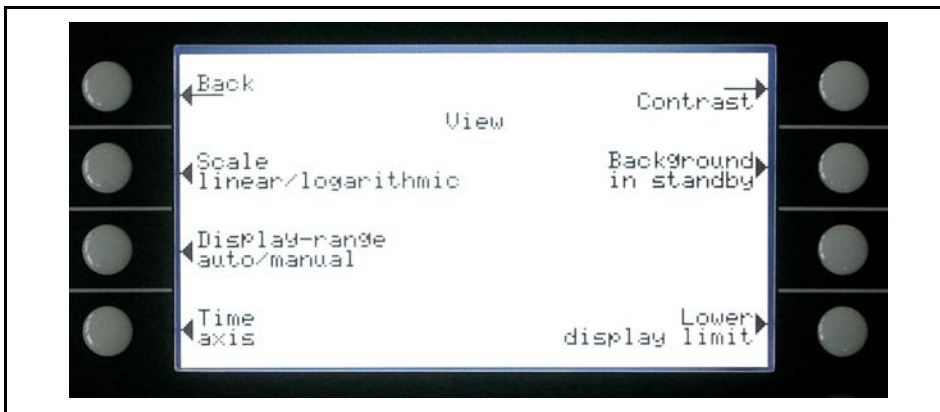 Back
Contrast
View
Scale
linear/logarithmic
Background
in standby
Display-range
auto/manual
Time
axis
Lower
display limit